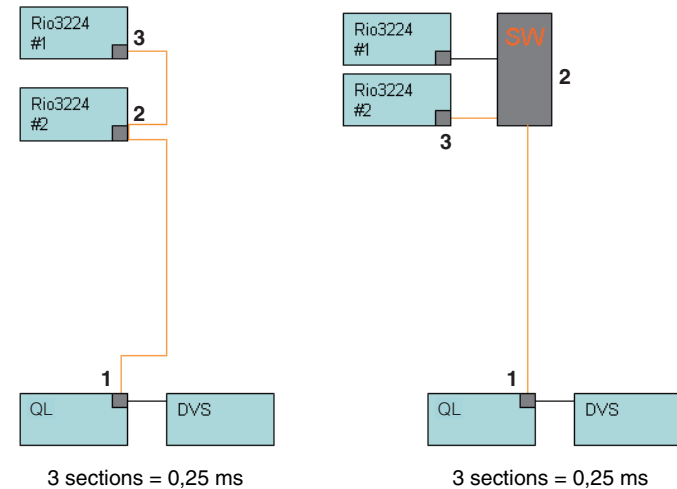 Rio3224
#1
3
Rio3224
#2
2
1
QL
DVS
3 sections = 0,25 ms
Rio3224
#1
SW
2
Rio3224
#2
3
1
QL
DVS
3 sections = 0,25 ms